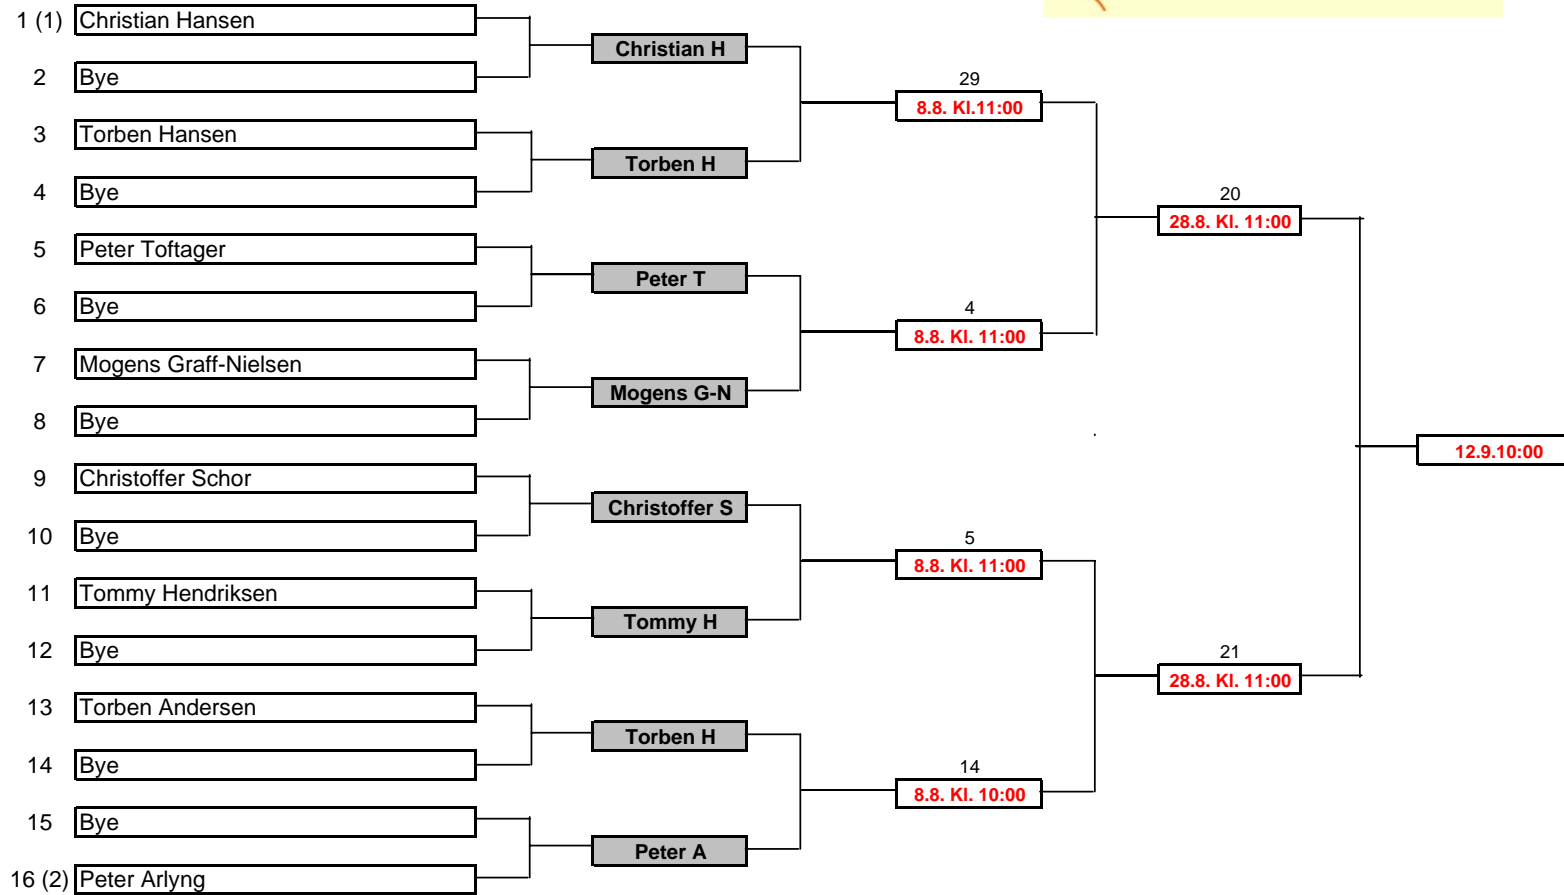 1 (1) Christian Hansen
Christian H
2 Bye
29
8.8. Kl.11:00
3 Torben Hansen
Torben H
4 Bye
20
28.8. Kl. 11:00
5 Peter Toftager
Peter T
6 Bye
4
8.8. Kl. 11:00
7 Mogens Graff-Nielsen
Mogens G-N
8 Bye
12.9.10:00
9 Christoffer Schor
Christoffer S
10 Bye
5
8.8. Kl. 11:00
11 Tommy Hendriksen
Tommy H
12 Bye
21
28.8. Kl. 11:00
13 Torben Andersen
Torben H
14 Bye
14
8.8. Kl. 10:00
15 Bye
Peter A
16 (2) Peter Arlyng